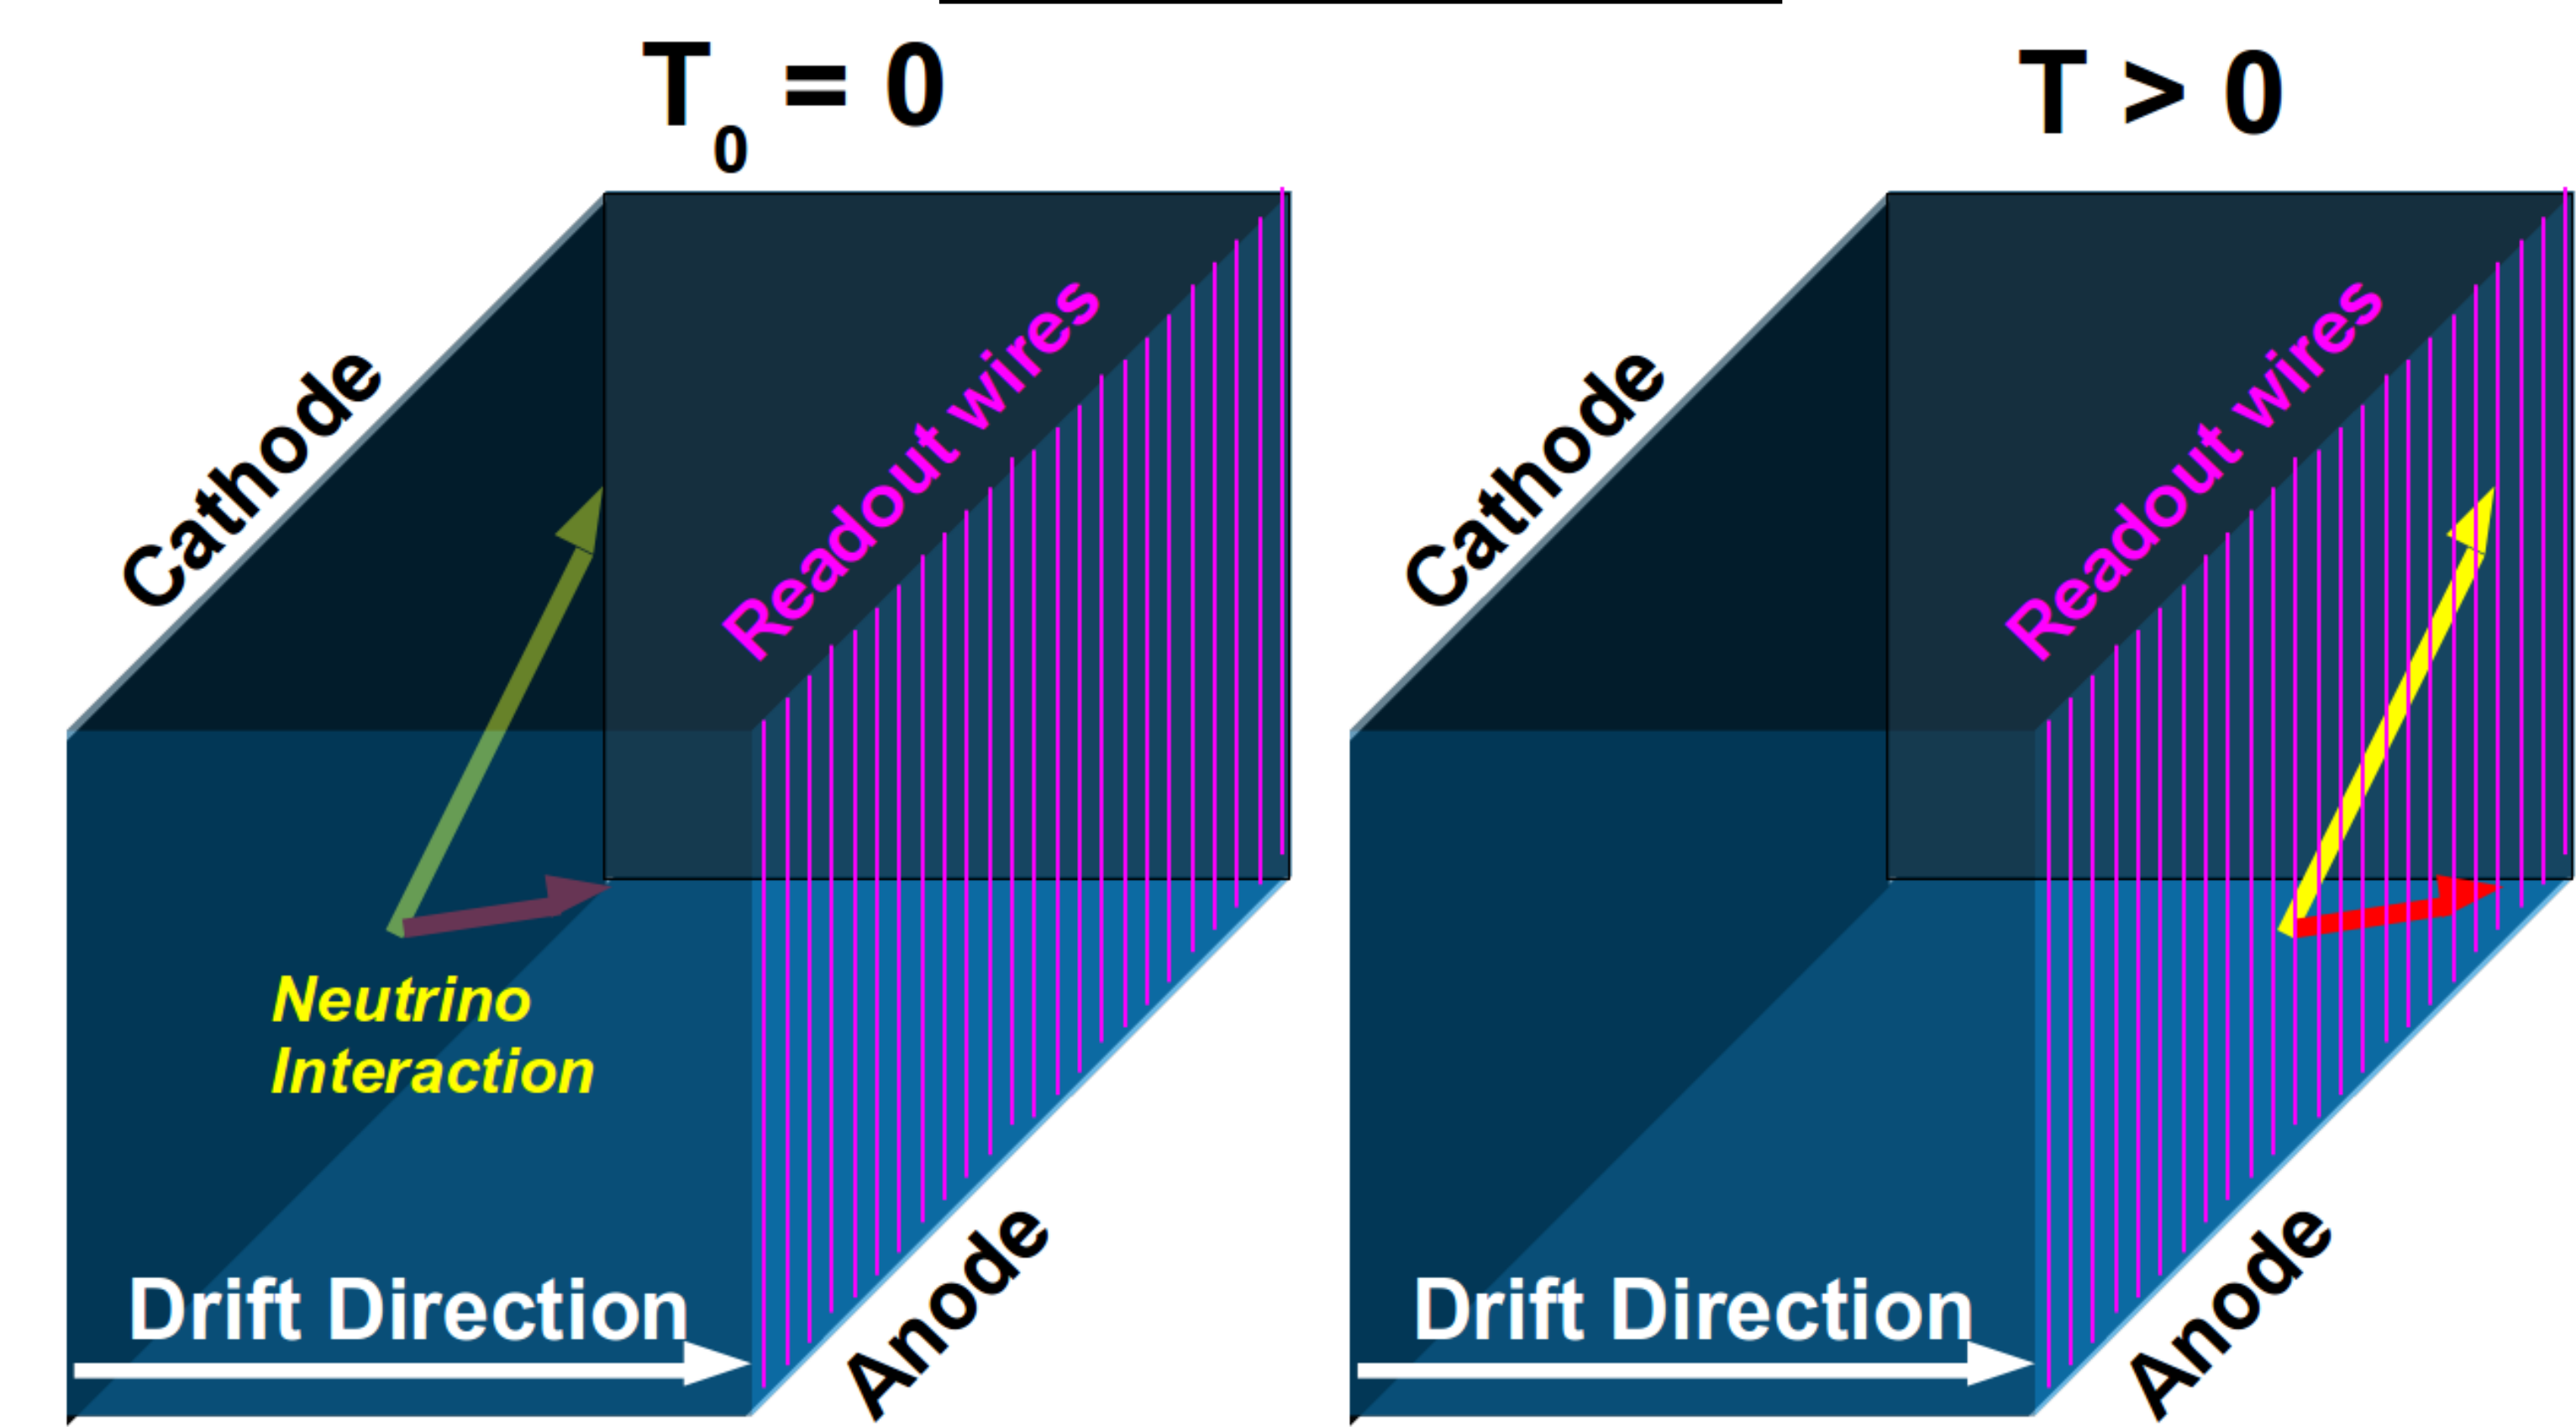 T0 = 0
Cathode
Readout wires
Neutrino
Interaction
Drift Direction
Anode
T > 0
Cathode
Readout wires
Drift Direction
Anode